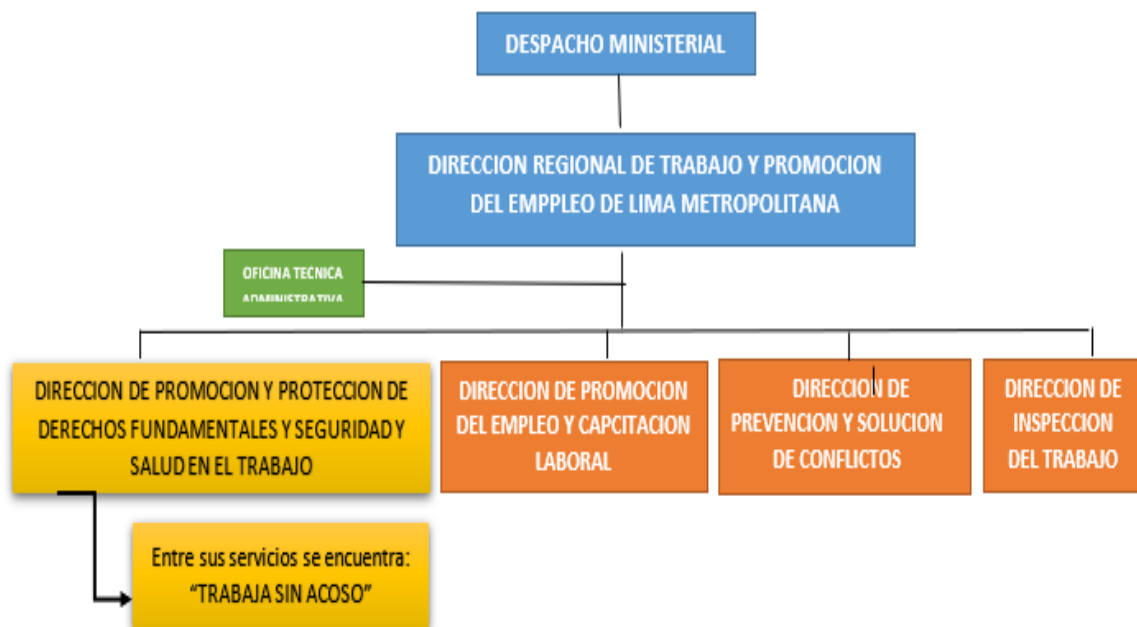 DESPACHO MINISTERIAL
DIRECCION REGIONAL DE TRABAJO Y PROMOCION
DEL EMPPLEO DE LIMA METROPOLITANA
OFICINA TECNICA
ADMINISTRATIVA
DIRECCION DE PROMOCION Y PROTECCION DE
DERECHOS FUNDAMENTALES Y SEGURIDAD Y
SALUD EN EL TRABAJO
DIRECCION DE PROMOCION
DEL EMPLEO Y CAPCITACION
LABORAL
DIRECCION DE
PREVENCION Y SOLUCION
DE CONFLICTOS
DIRECCION DE
INSPECCION
DEL TRABAJO
Entre sus servicios se encuentra:
“TRABAJA SIN ACOSO”